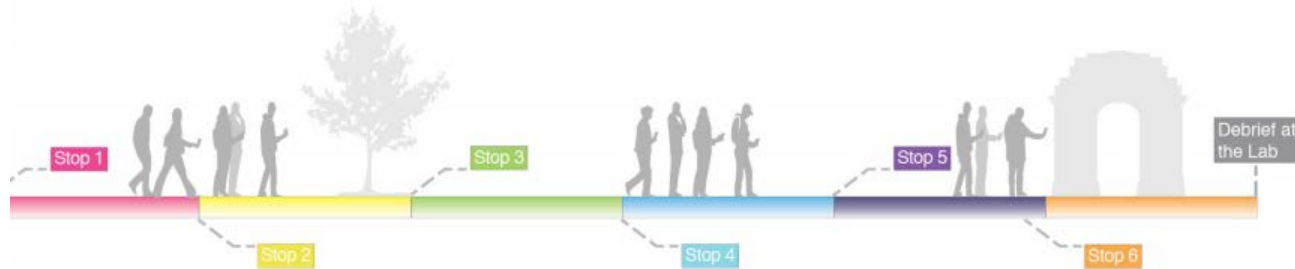 Stop 1
Stop 2
Stop 3
Stop 4
Stop 5
Stop 6
Debrief at
the Lab